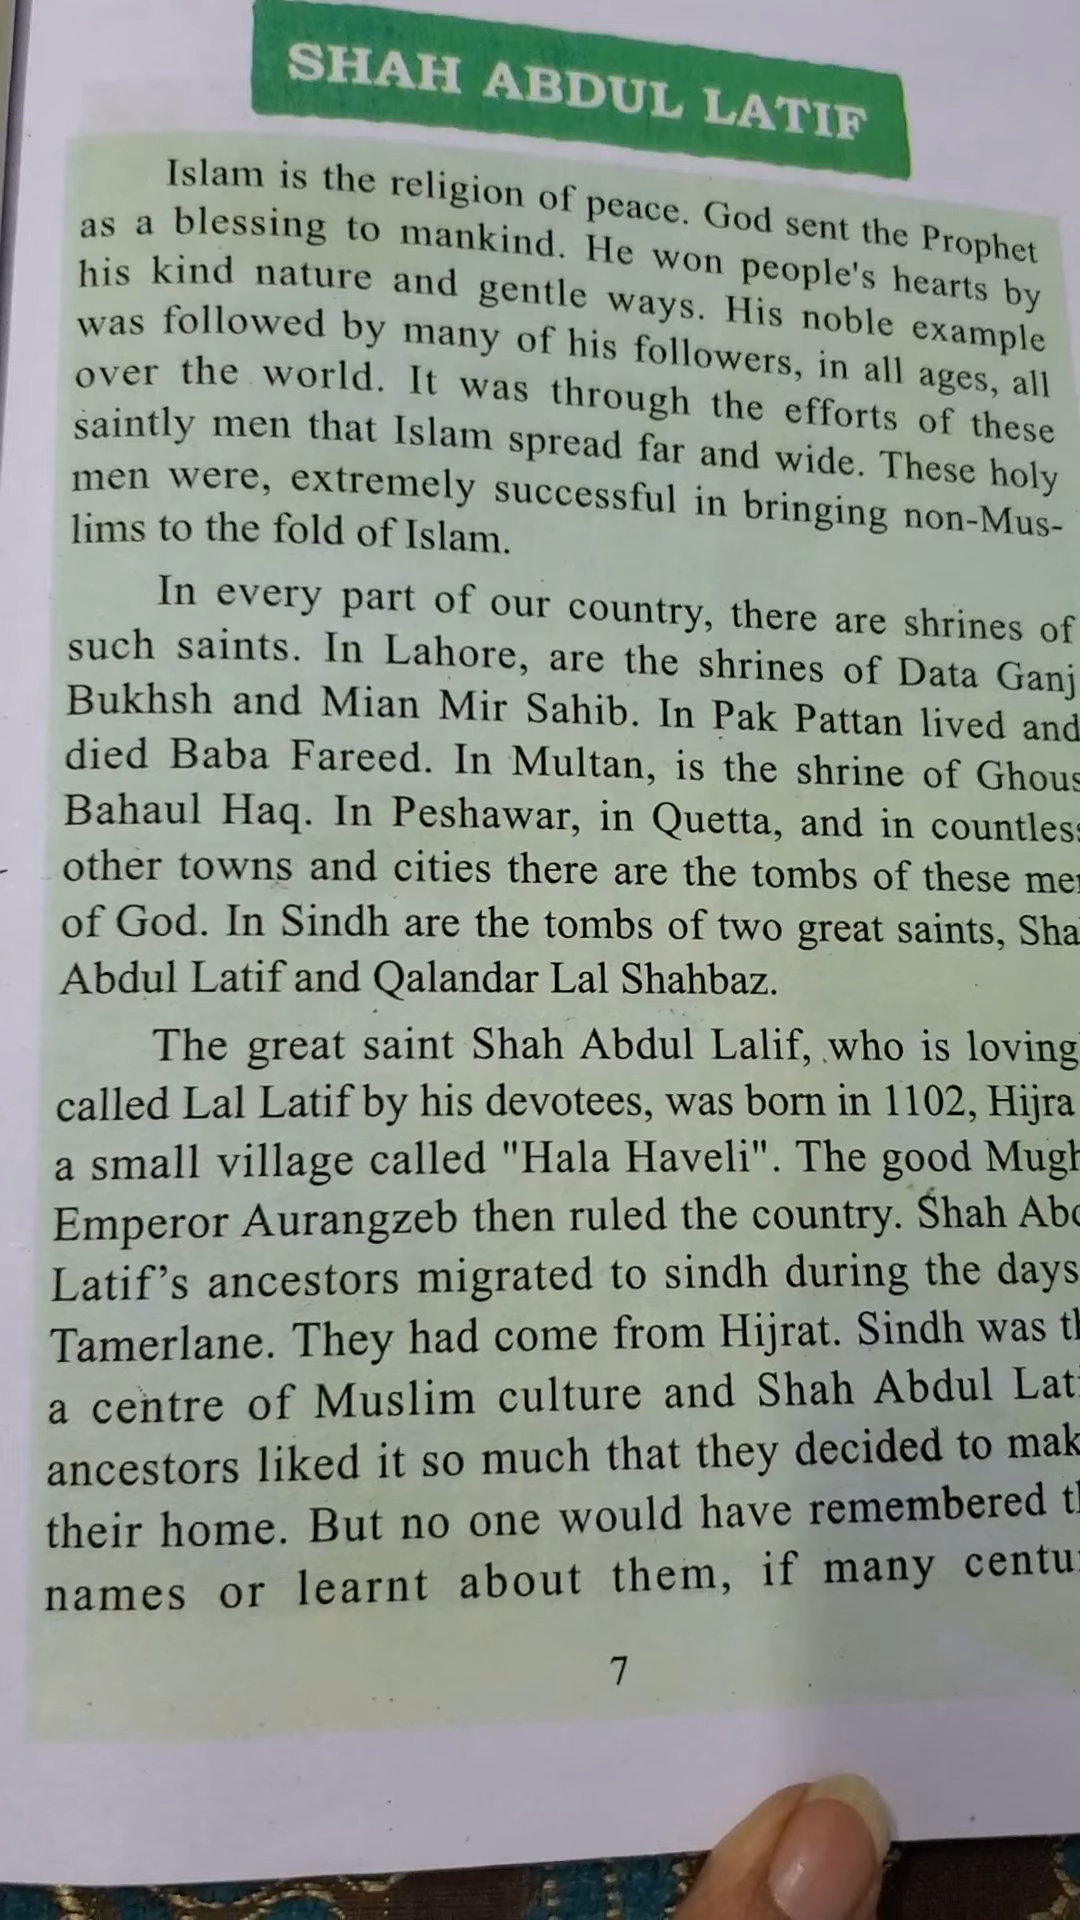 SHAH ABDUL LATIF
Islam is the religion of peace. God sent the Prophet
as a blessing to mankind. He won people's hearts by
his kind nature and gentle ways. His noble example
was followed by many of his followers, in all ages, all
over the world. It was through the efforts of these
saintly men that Islam spread far and wide. These holy
men were, extremely successful in bringing non-Mus-
lims to the fold of Islam.
In every part of our country, there are shrines of
such saints. In Lahore, are the shrines of Data Ganj
Bukhsh and Mian Mir Sahib. In Pak Pattan lived and
died Baba Fareed. In Multan, is the shrine of Ghous
Bahaul Haq. In Peshawar, in Quetta, and in countless
other towns and cities there are the tombs of these
of God. In Sindh are the tombs of two great saints,
Abdul Latif and Qalandar Lal Shahbaz.
The great saint Shah Abdul Lalif, who is loving
called Lal Latif by his devotees, was born in 1102, Hijra
a small village called "Hala Haveli". The good
Emperor Aurangzeb then ruled the country. Shah
Latif's ancestors migrated to sindh during the days
Tamerlane. They had come from Hijrat. Sindh was
a centre of Muslim culture and Shah Abdul
ancestors liked it so much that they decided to
their home. But no one would have remembered
names or learnt about them, if many
7